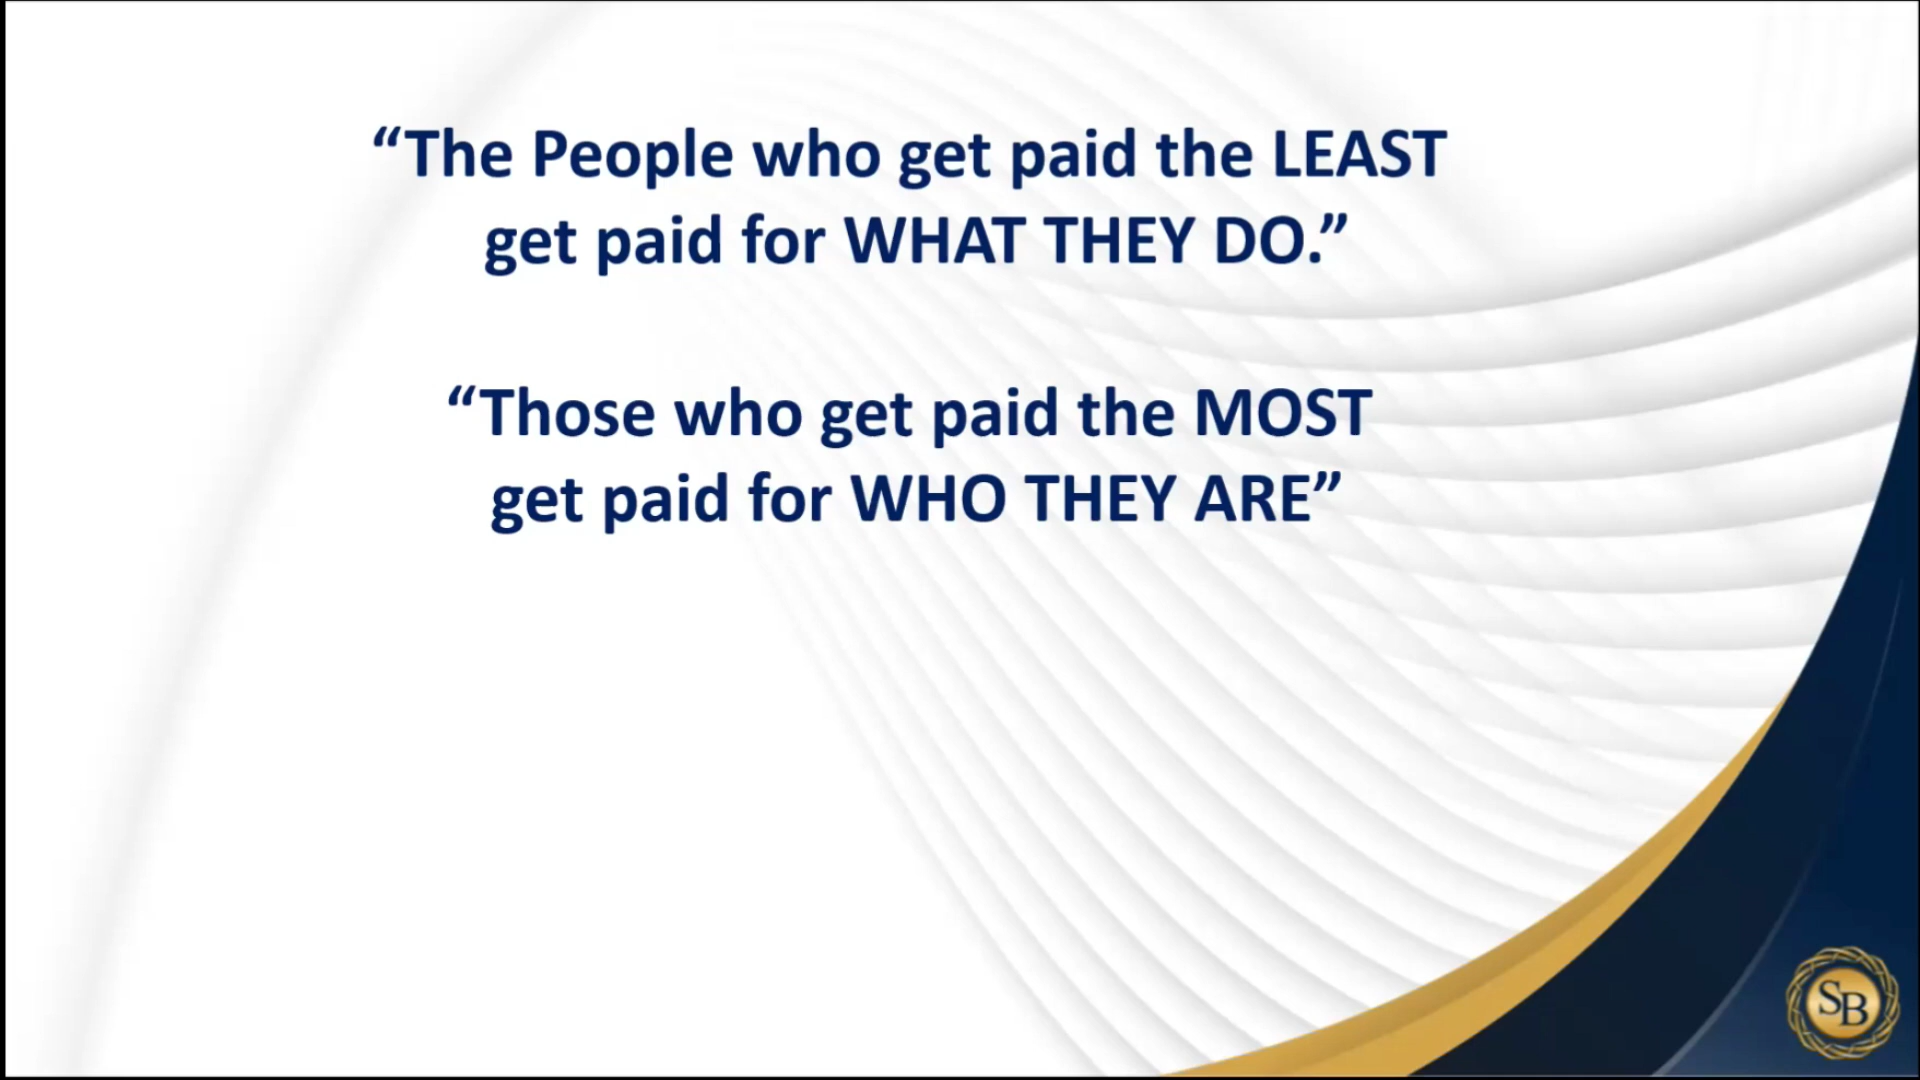 “The People who get paid the LEAST
get paid for WHAT THEY DO.”
“Those who get paid the MOST
get paid for WHO THEY ARE”
SB